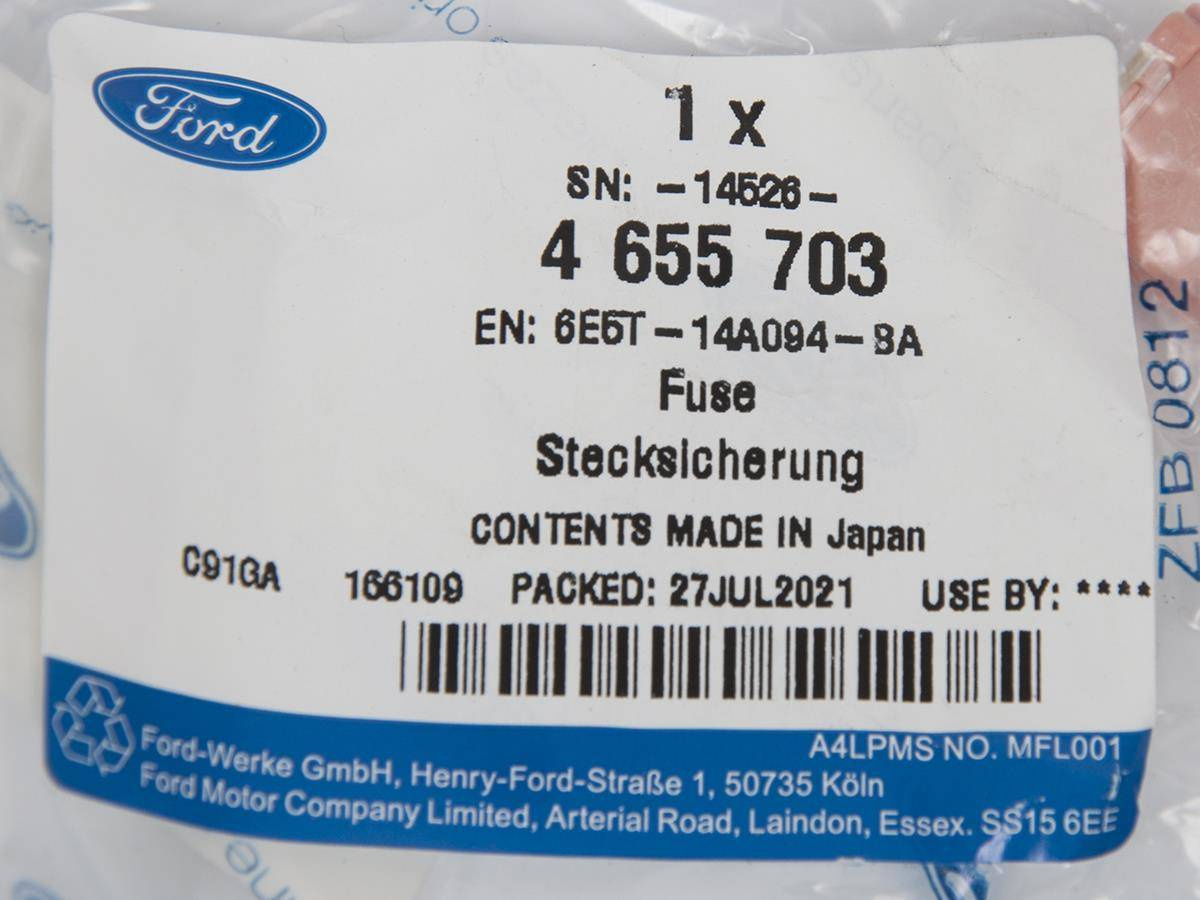 Ford
1 x
SN: -14526-
4 655 703
EN: 6E5T-14A094-BA
Fuse
Stecksicherung
CONTENTS MADE IN Japan
C91GA 166109 PACKED: 27JUL2021 USE BY: ****
A4LPMS NO. MFL001
Ford-Werke GmbH, Henry-Ford-Straße 1, 50735 Köln
Ford Motor Company Limited, Arterial Road, Laindon, Essex. SS15 6EE
ZFB 0812